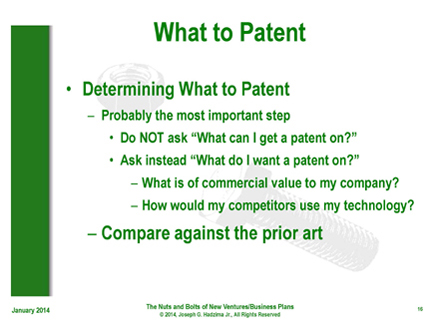 What to Patent
• Determining What to Patent
– Probably the most important step
• Do NOT ask “What can I get a patent on?”
• Ask instead “What do I want a patent on?”
– What is of commercial value to my company?
– How would my competitors use my technology?
– Compare against the prior art
January 2014
The Nuts and Bolts of New Ventures/Business Plans
© 2014, Joseph G. Hadzima Jr., All Rights Reserved
16